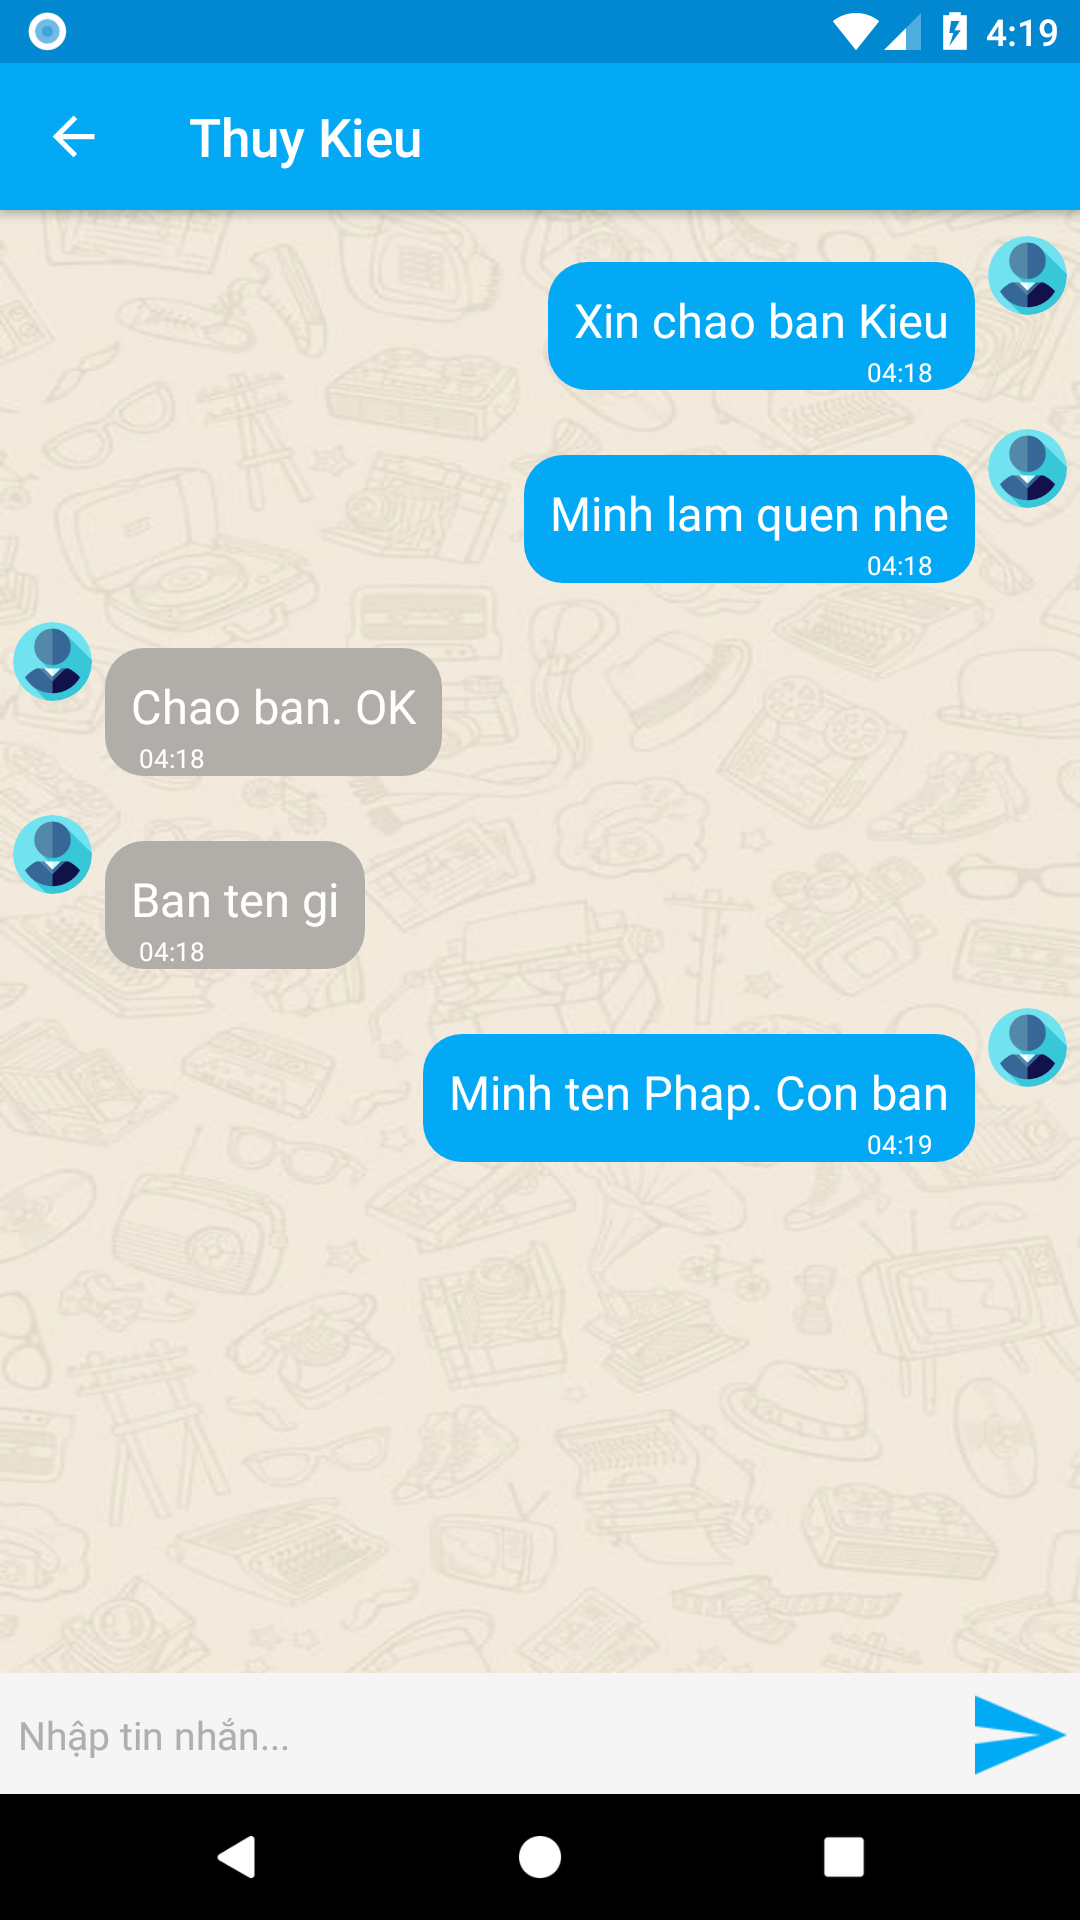 4:19
Thuy Kieu
Xin chao ban Kieu
04:18
Minh lam quen nhe
04:18
Chao ban. OK
04:18
Ban ten gi
04:18
Minh ten Phap. Con ban
04:19
Nhập tin nhắn...